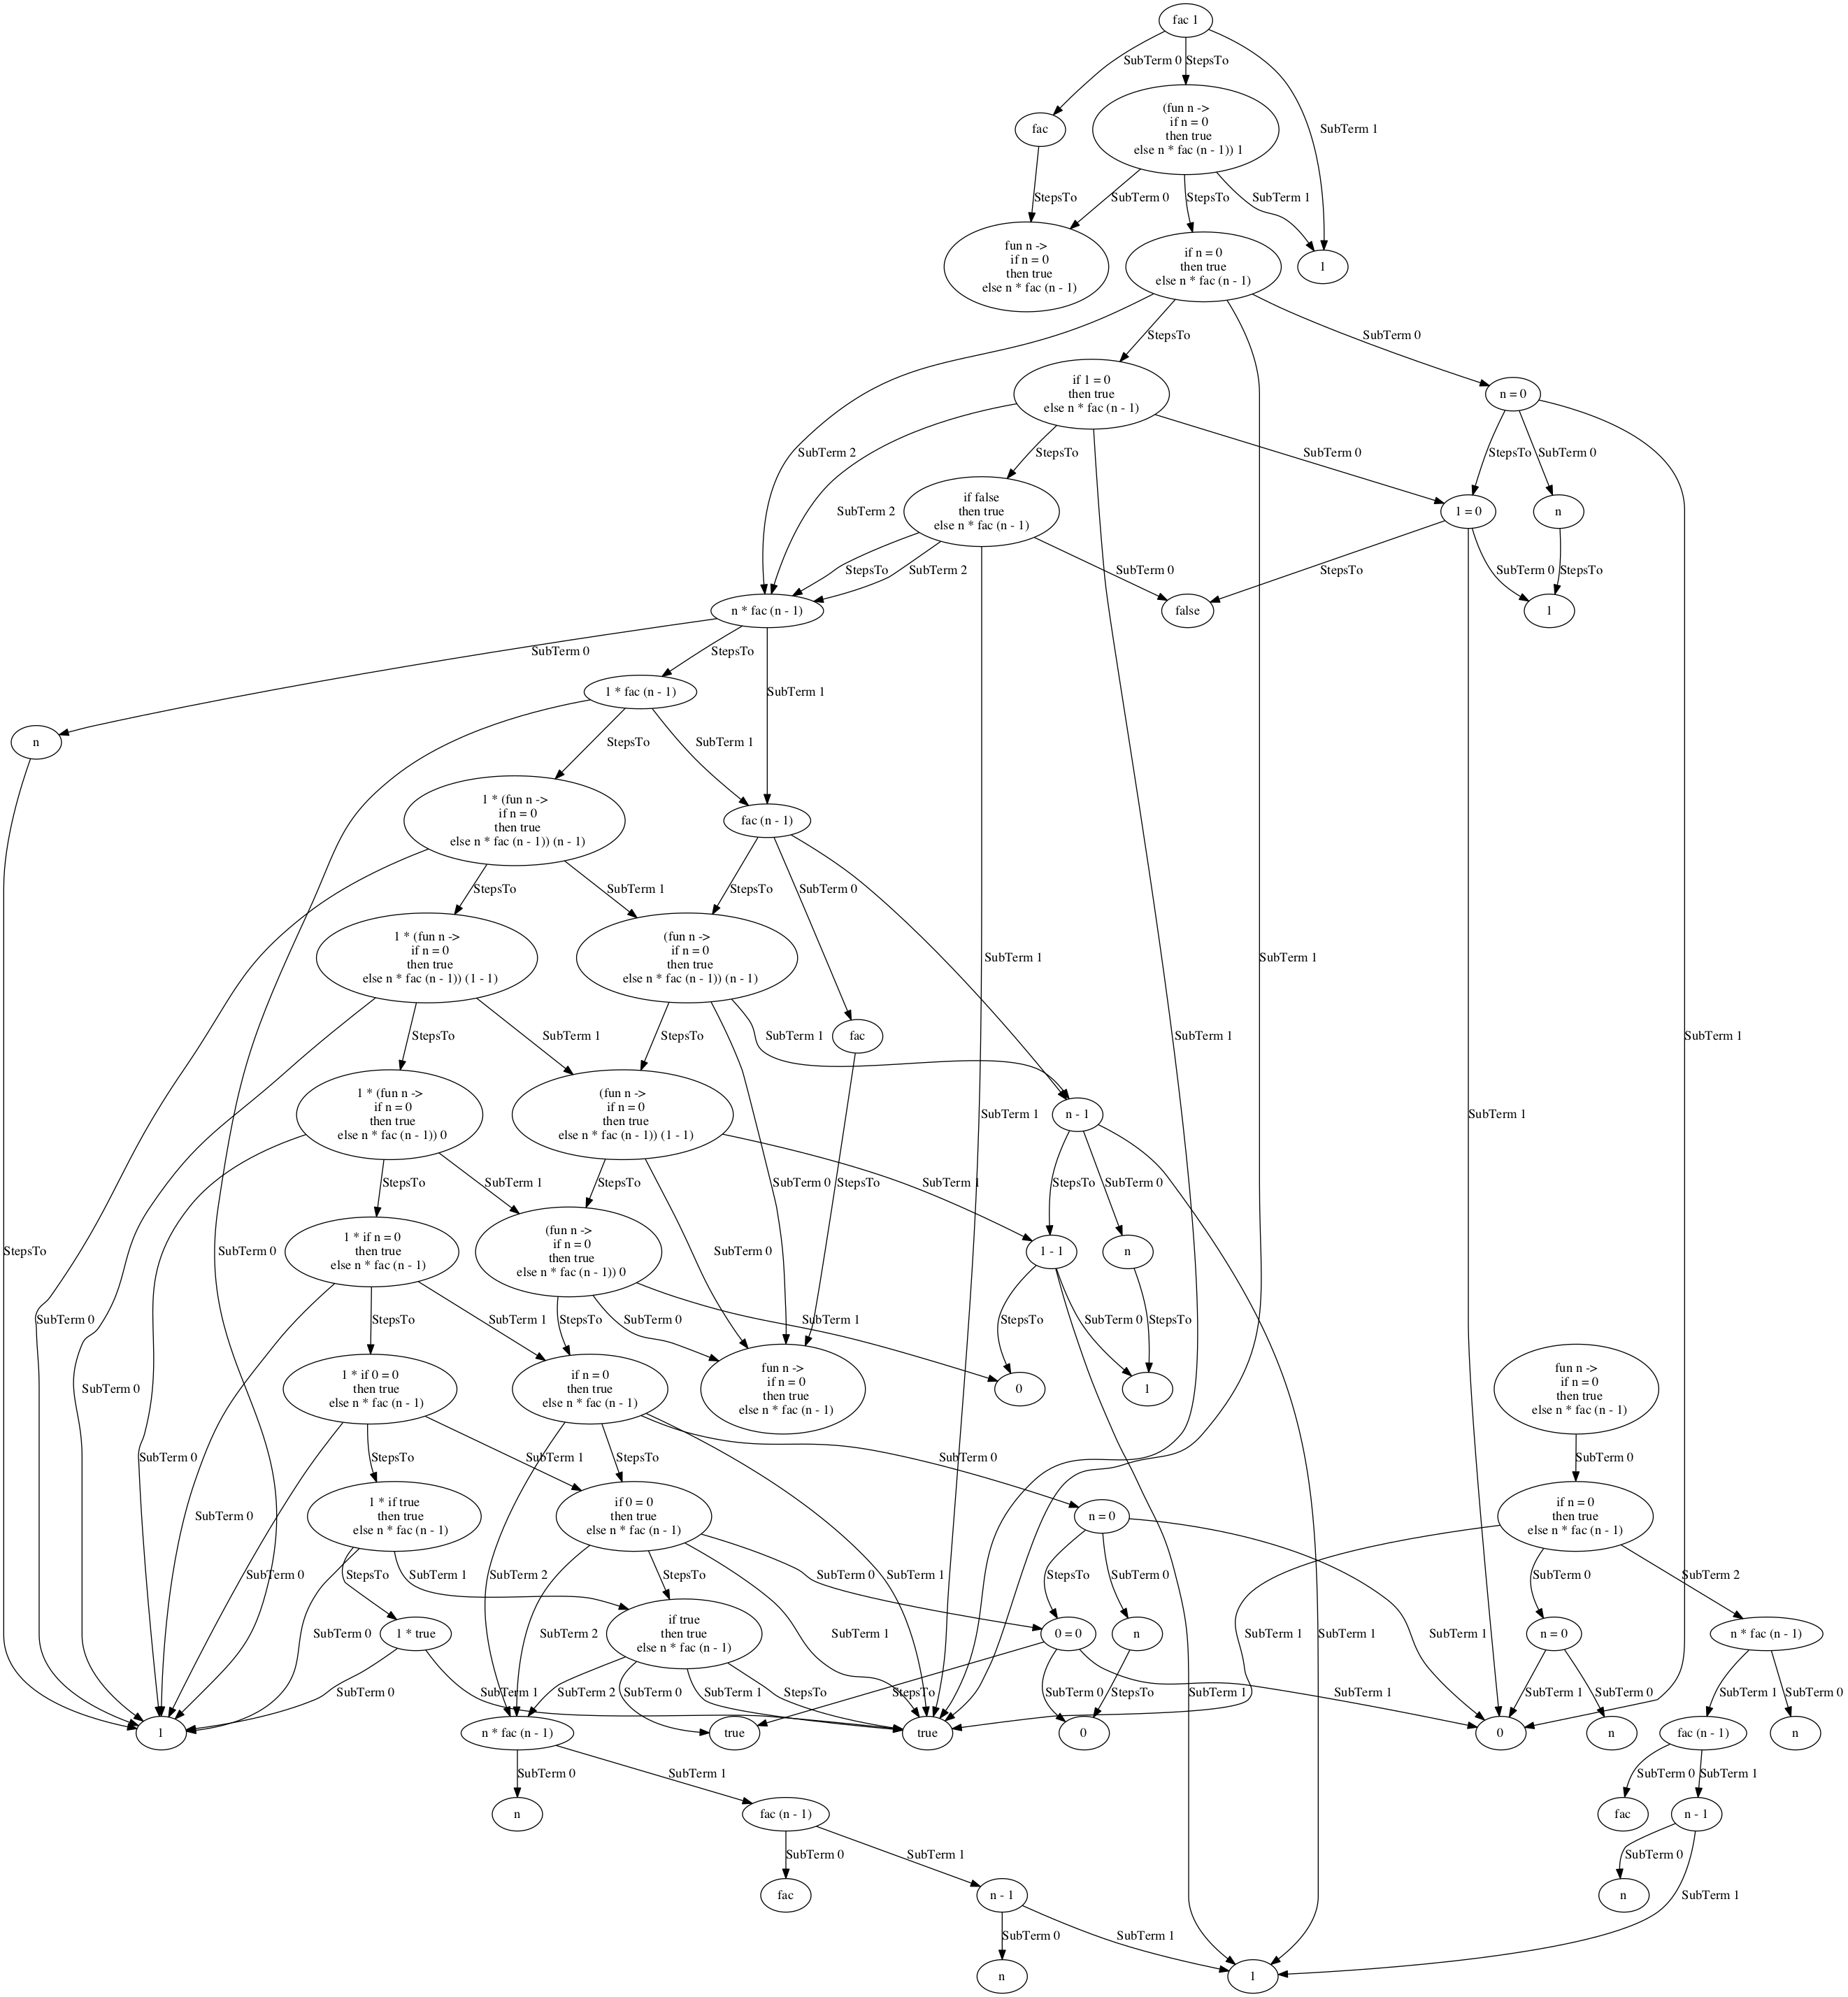 fac 1
SubTerm 0
StepsTo
fac
(fun n ->
if n = 0
then true
else n * fac (n - 1)) 1
SubTerm 1
StepsTo
SubTerm 0
StepsTo
SubTerm 1
fun n ->
if n = 0
then true
else n * fac (n - 1)
if n = 0
then true
else n * fac (n - 1)
1
StepsTo
SubTerm 0
if 1 = 0
then true
else n * fac (n - 1)
n = 0
SubTerm 2
StepsTo
SubTerm 0
StepsTo
SubTerm 0
SubTerm 2
if false
then true
else n * fac (n - 1)
1 = 0
n
StepsTo
SubTerm 2
SubTerm 0
StepsTo
SubTerm 0
StepsTo
n * fac (n - 1)
false
1
SubTerm 0
StepsTo
1 * fac (n - 1)
SubTerm 1
n
StepsTo
SubTerm 1
1 * (fun n ->
if n = 0
then true
else n * fac (n - 1)) (n - 1)
fac (n - 1)
StepsTo
SubTerm 1
StepsTo
SubTerm 0
1 * (fun n ->
if n = 0
then true
else n * fac (n - 1)) (1 - 1)
(fun n ->
if n = 0
then true
else n * fac (n - 1)) (n - 1)
SubTerm 1
SubTerm 1
StepsTo
SubTerm 1
StepsTo
SubTerm 1
fac
SubTerm 1
SubTerm 1
1 * (fun n ->
if n = 0
then true
else n * fac (n - 1)) 0
(fun n ->
if n = 0
then true
else n * fac (n - 1)) (1 - 1)
SubTerm 1
n - 1
SubTerm 1
StepsTo
SubTerm 1
StepsTo
SubTerm 0
StepsTo
SubTerm 1
StepsTo
SubTerm 0
StepsTo
SubTerm 0
1 * if n = 0
then true
else n * fac (n - 1)
(fun n ->
if n = 0
then true
else n * fac (n - 1)) 0
SubTerm 0
1 - 1
n
SubTerm 0
StepsTo
SubTerm 1
StepsTo
SubTerm 0
SubTerm 1
StepsTo
SubTerm 0
StepsTo
SubTerm 0
1 * if 0 = 0
then true
else n * fac (n - 1)
if n = 0
then true
else n * fac (n - 1)
fun n ->
if n = 0
then true
else n * fac (n - 1)
0
1
fun n ->
if n = 0
then true
else n * fac (n - 1)
SubTerm 0
StepsTo
SubTerm 1
StepsTo
SubTerm 0
SubTerm 0
SubTerm 0
1 * if true
then true
else n * fac (n - 1)
if 0 = 0
then true
else n * fac (n - 1)
n = 0
if n = 0
then true
else n * fac (n - 1)
SubTerm 0
StepsTo
SubTerm 1
SubTerm 2
StepsTo
SubTerm 0
SubTerm 1
StepsTo
SubTerm 0
SubTerm 0
SubTerm 2
SubTerm 0
1 * true
SubTerm 2
if true
then true
else n * fac (n - 1)
SubTerm 1
0 = 0
n
SubTerm 1
SubTerm 1
SubTerm 1
n = 0
n * fac (n - 1)
SubTerm 0
SubTerm 1
SubTerm 2
SubTerm 0
SubTerm 1
StepsTo
StepsTo
SubTerm 0
StepsTo
SubTerm 1
SubTerm 1
SubTerm 1
SubTerm 0
SubTerm 1
SubTerm 0
1
n * fac (n - 1)
true
true
0
0
n
fac (n - 1)
n
SubTerm 0
SubTerm 1
SubTerm 0
SubTerm 1
n
fac (n - 1)
fac
n - 1
SubTerm 0
SubTerm 1
SubTerm 0
fac
n - 1
n
SubTerm 1
SubTerm 0
SubTerm 1
n
1